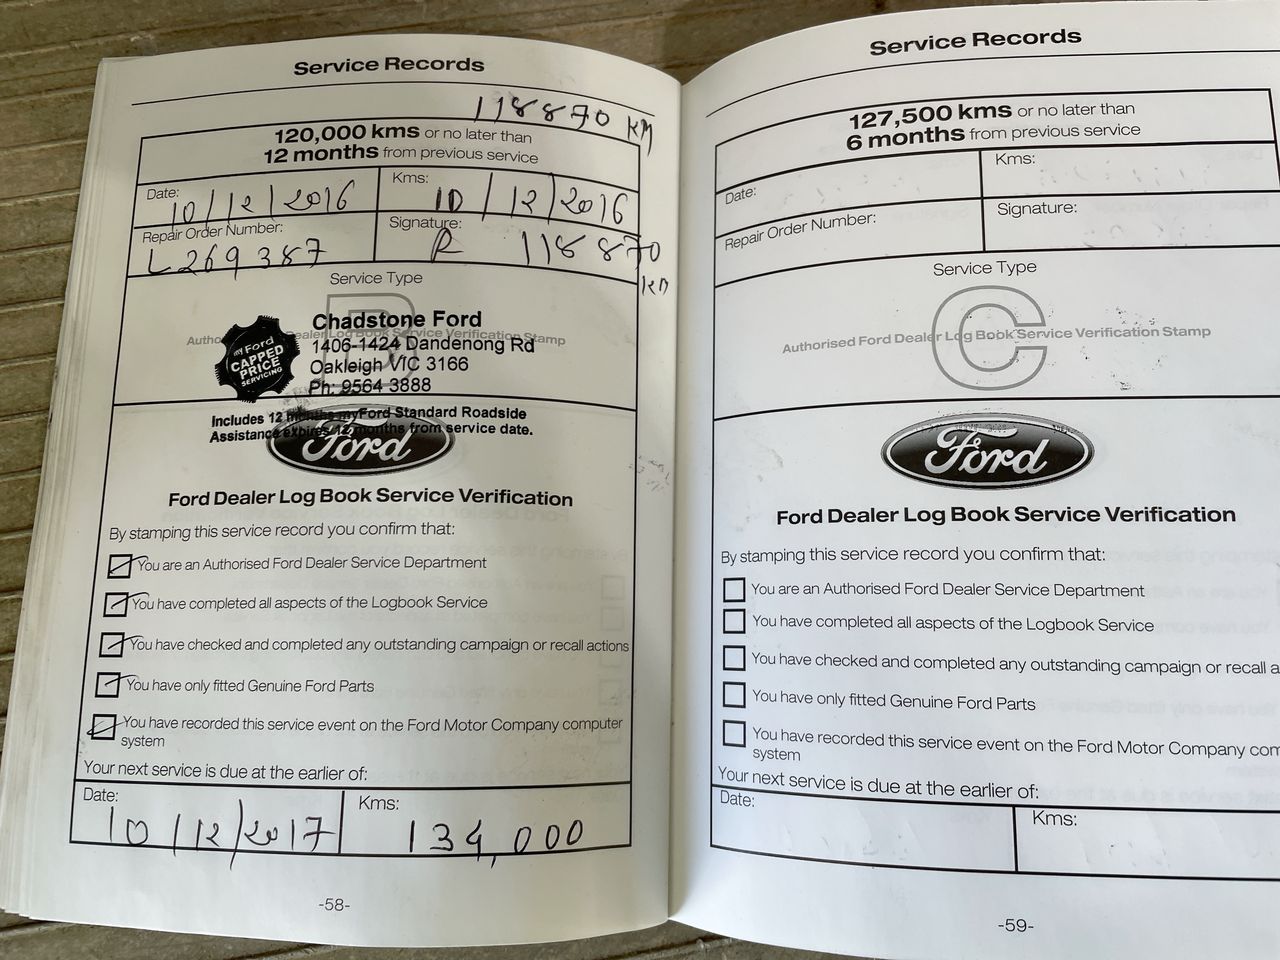 Service Records
118870 KM
120,000 kms or no later than
12 months from previous service
Date: 10/12/2016
Kms: 10/12/2016
Repair Order Number: L269387
Signature: R 118870 KM
Service Type
B
Authorised Ford Dealer Log Book Service Verification Stamp
my Ford
CAPPED
PRICE
SERVICING
Chadstone Ford
1406-1424 Dandenong Rd
Oakleigh VIC 3166
Ph: 9564 3888
Includes 12 months myFord Standard Roadside
Assistance expires 12 months from service date.
Ford
Ford Dealer Log Book Service Verification
By stamping this service record you confirm that:
You are an Authorised Ford Dealer Service Department
You have completed all aspects of the Logbook Service
You have checked and completed any outstanding campaign or recall actions
You have only fitted Genuine Ford Parts
You have recorded this service event on the Ford Motor Company computer
system
Your next service is due at the earlier of:
Date: 10/12/2017
Kms: 134,000
-58-
Service Records
127,500 kms or no later than
6 months from previous service
Date:
Kms:
Repair Order Number:
Signature:
Service Type
C
Authorised Ford Dealer Log Book Service Verification Stamp
Ford
Ford Dealer Log Book Service Verification
By stamping this service record you confirm that:
You are an Authorised Ford Dealer Service Department
You have completed all aspects of the Logbook Service
You have checked and completed any outstanding campaign or recall a
You have only fitted Genuine Ford Parts
You have recorded this service event on the Ford Motor Company com
system
Your next service is due at the earlier of:
Date:
Kms:
-59-